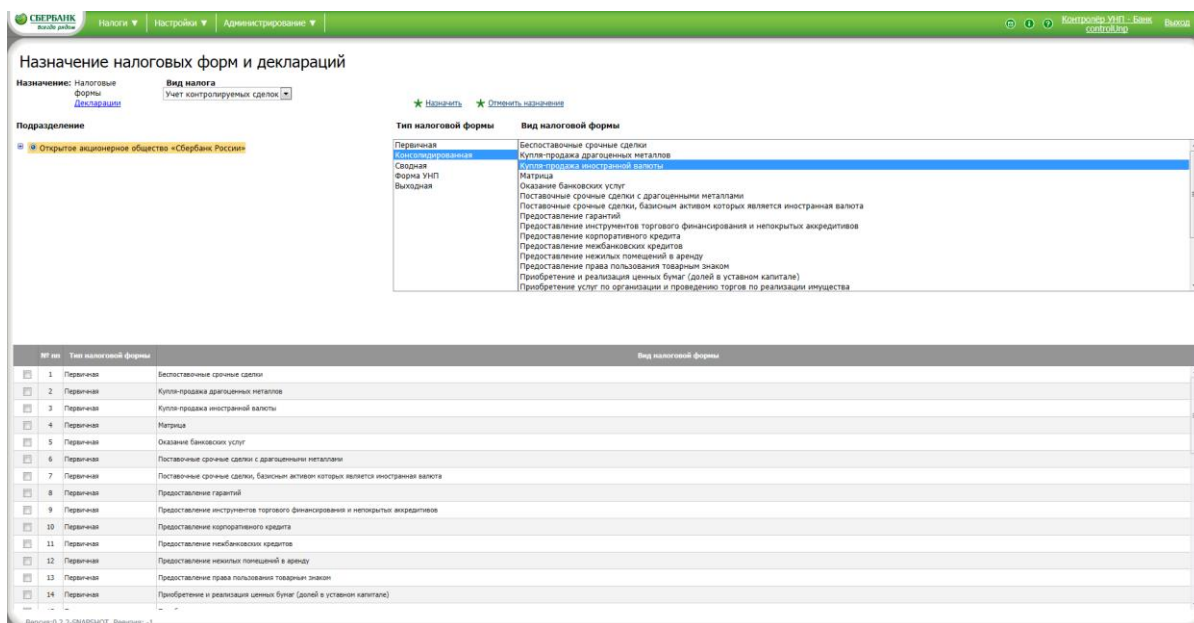 СБЕРБАНК
Всегда рядом
Налоги ▼
Настройки ▼
Администрирование ▼
Контролёр УНП - Банк
controlUnp
Выход
Назначение налоговых форм и деклараций
Назначение: Налоговые формы
Декларации
Вид налога
Учет контролируемых сделок
Назначить
Отменить назначение
Подразделение
Открытое акционерное общество «Сбербанк России»
Тип налоговой формы
Первичная
Консолидированная
Сводная
Форма УНП
Выходная
Вид налоговой формы
Беспоставочные срочные сделки
Купля-продажа драгоценных металлов
Купля-продажа иностранной валюты
Матрица
Оказание банковских услуг
Поставочные срочные сделки с драгоценными металлами
Поставочные срочные сделки, базисным активом которых является иностранная валюта
Предоставление гарантий
Предоставление инструментов торгового финансирования и непокрытых аккредитивов
Предоставление корпоративного кредита
Предоставление межбанковских кредитов
Предоставление нежилых помещений в аренду
Предоставление права пользования товарным знаком
Приобретение и реализация ценных бумаг (долей в уставном капитале)
Приобретение услуг по организации и проведению торгов по реализации имущества
№ пп Тип налоговой формы Вид налоговой формы
1 Первичная Беспоставочные срочные сделки
2 Первичная Купля-продажа драгоценных металлов
3 Первичная Купля-продажа иностранной валюты
4 Первичная Матрица
5 Первичная Оказание банковских услуг
6 Первичная Поставочные срочные сделки с драгоценными металлами
7 Первичная Поставочные срочные сделки, базисным активом которых является иностранная валюта
8 Первичная Предоставление гарантий
9 Первичная Предоставление инструментов торгового финансирования и непокрытых аккредитивов
10 Первичная Предоставление корпоративного кредита
11 Первичная Предоставление межбанковских кредитов
12 Первичная Предоставление нежилых помещений в аренду
13 Первичная Предоставление права пользования товарным знаком
14 Первичная Приобретение и реализация ценных бумаг (долей в уставном капитале)
Версия:0.2.2-SNAPSHOT, Ревизия: -1